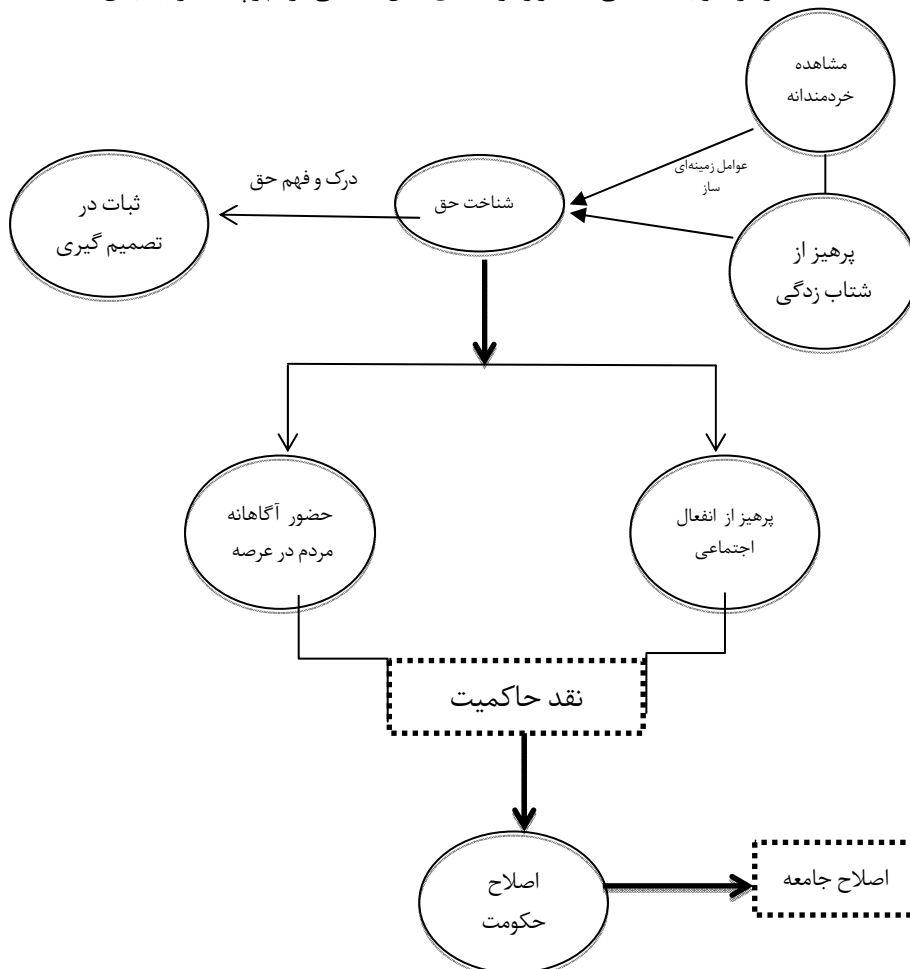 مشاهده
خردمندانه
عوامل زمینه‌ای
ساز
پرهیز از
شتاب زدگی
شناخت حق
درک و فهم حق
ثبات در
تصمیم گیری
پرهیز از انفعال
اجتماعی
حضور آگاهانه
مردم در عرصه
نقد حاکمیت
اصلاح
حکومت
اصلاح جامعه